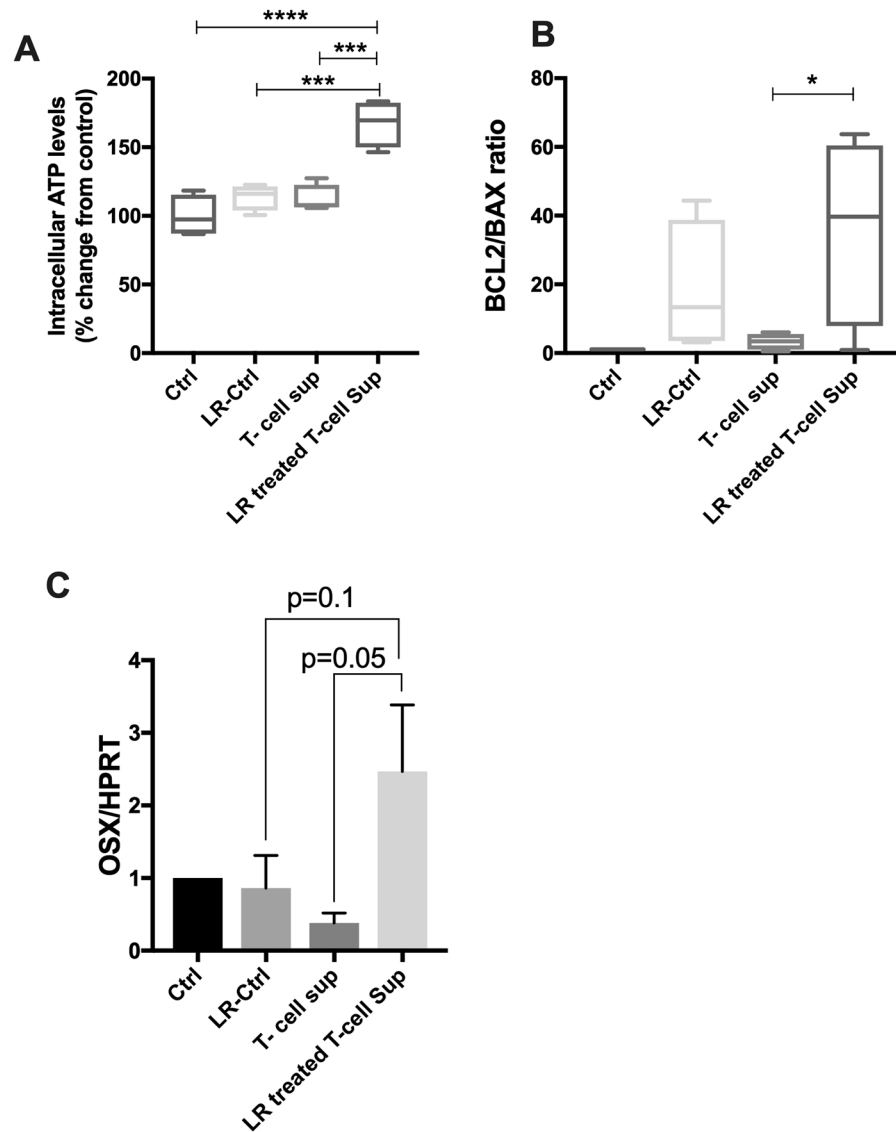 A
****
***
***
Intracellular ATP levels
(% change from control)
200
150
100
50
0
Ctrl
LR-Ctrl
T- cell sup
LR treated T-cell Sup
B
*
BCL2/BAX ratio
80
60
40
20
0
Ctrl
LR-Ctrl
T- cell sup
LR treated T-cell Sup
C
p=0.1
p=0.05
OSX/HPRT
4
3
2
1
0
Ctrl
LR-Ctrl
T- cell sup
LR treated T-cell Sup